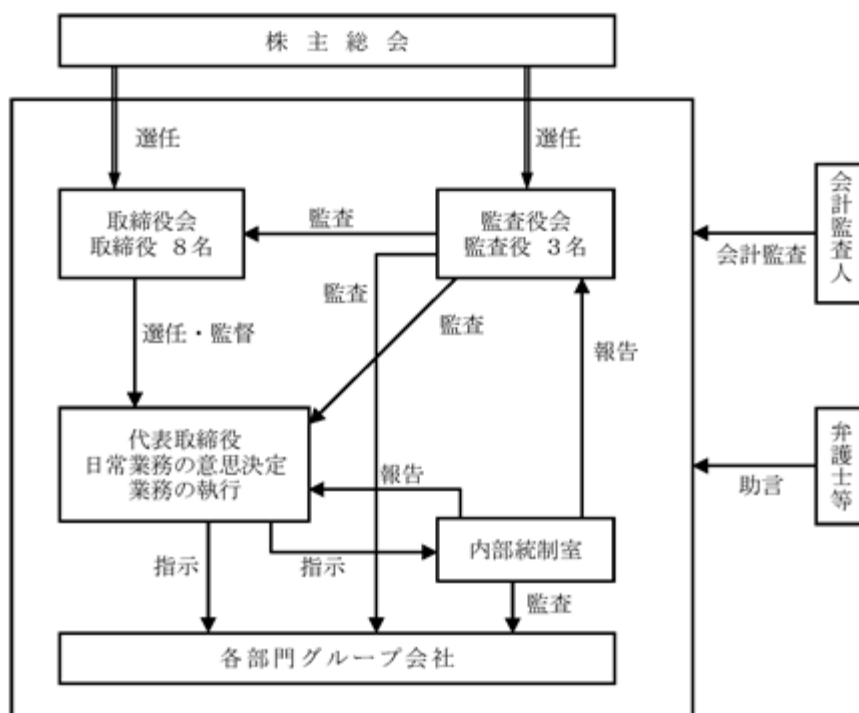 株主総会
選任
選任
取締役会
取締役 8名
監査
監査役会
監査役 3名
会計監査人
会計監査
監査
監査
選任・監督
報告
代表取締役
日常業務の意思決定
業務の執行
報告
弁護士等
助言
指示
指示
内部統制室
監査
各部門グループ会社